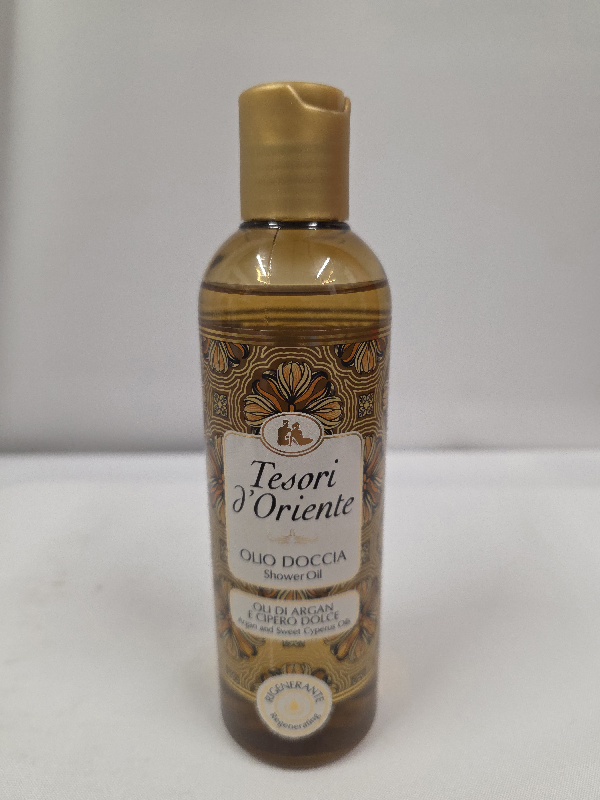 Tesori
d'Oriente
OLIO DOCCIA
Shower Oil
OLI DI ARGAN
E CIPERO DOLCE
Argan and Sweet Cyperus Oils
RIGENERANTE
Regenerating